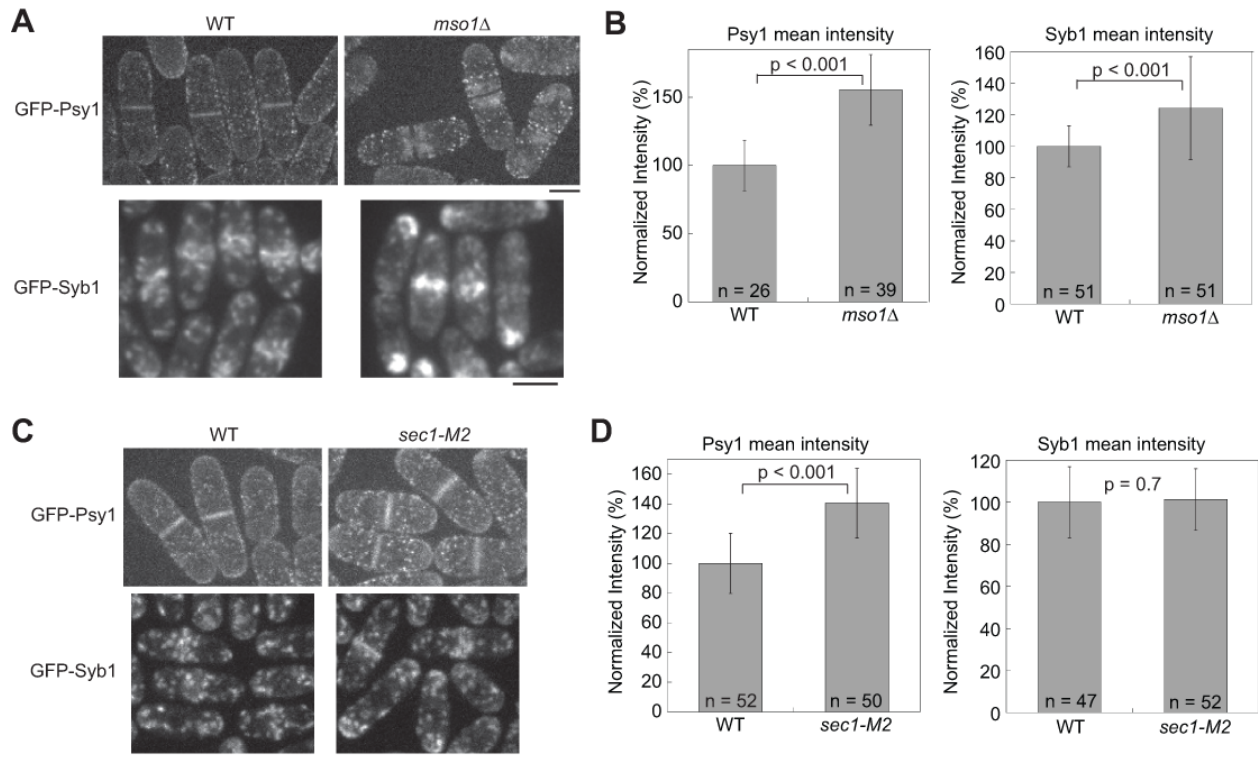 A
WT
mso1Δ
GFP-Psy1
GFP-Syb1
B
Psy1 mean intensity
Normalized Intensity (%)
150
100
50
0
p < 0.001
n = 26
n = 39
WT
mso1Δ
Syb1 mean intensity
Normalized Intensity (%)
160
140
120
100
80
60
40
20
0
p < 0.001
n = 51
n = 51
WT
mso1Δ
C
WT
sec1-M2
GFP-Psy1
GFP-Syb1
D
Psy1 mean intensity
Normalized Intensity (%)
160
140
120
100
80
60
40
20
0
p < 0.001
n = 52
n = 50
WT
sec1-M2
Syb1 mean intensity
Normalized Intensity (%)
120
100
80
60
40
20
0
p = 0.7
n = 47
n = 52
WT
sec1-M2